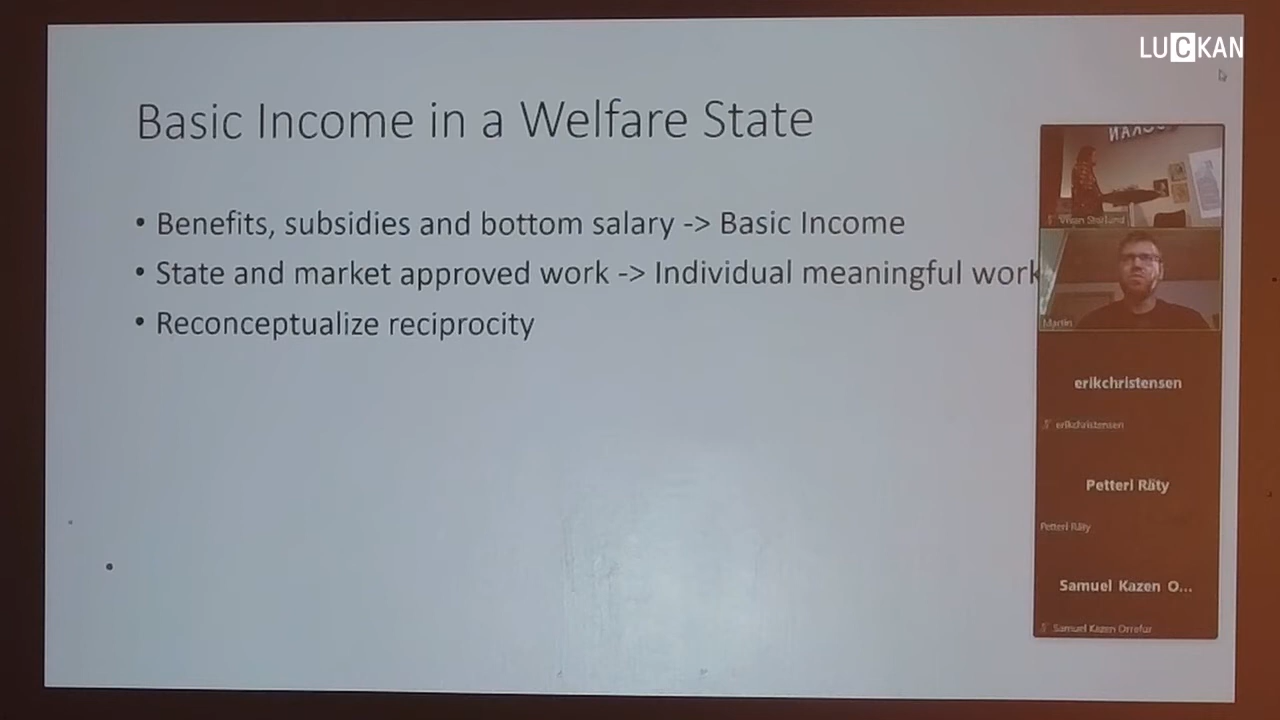 LUCKAN
Basic Income in a Welfare State
• Benefits, subsidies and bottom salary -> Basic Income
• State and market approved work -> Individual meaningful work
• Reconceptualize reciprocity
Martin
erikchristensen
erikchristensen
Petteri Räty
Petteri Räty
Samuel Kazen O...
Samuel Kazen Orrefur